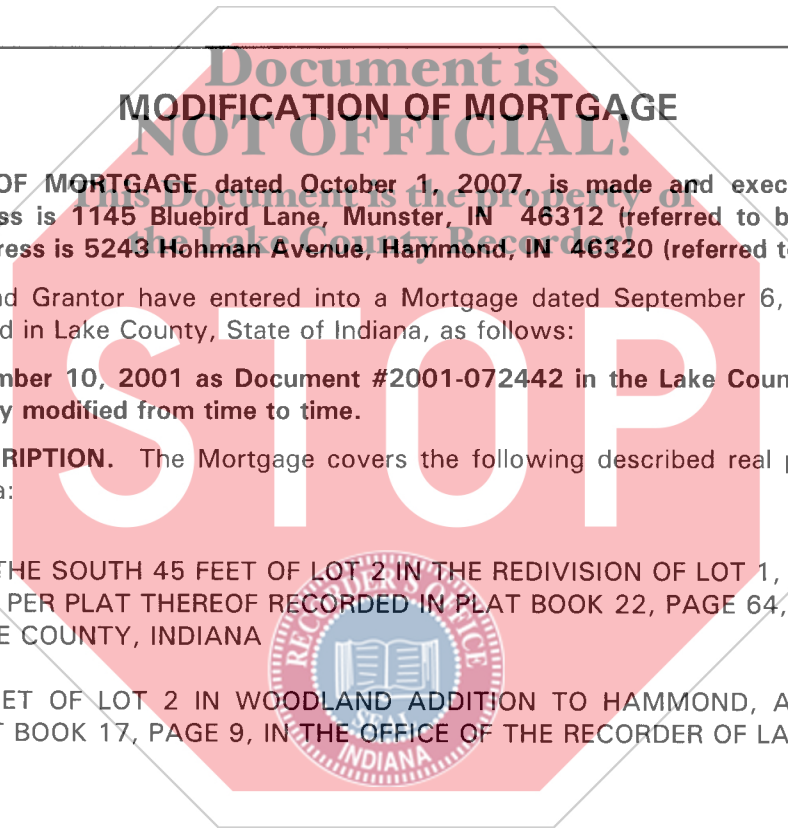 Document is
MODIFICATION OF MORTGAGE
NOT OFFICIAL!
OF MORTGAGE dated October 1, 2007, is made and exec
This Document is the property of
ss is 1145 Bluebird Lane, Munster, IN 46312 (referred to b
the Lake County Recorder!
ress is 5243 Hohman Avenue, Hammond, IN 46320 (referred t
nd Grantor have entered into a Mortgage dated September 6,
d in Lake County, State of Indiana, as follows:
mber 10, 2001 as Document #2001-072442 in the Lake Coun
y modified from time to time.
STOP
RIPTION. The Mortgage covers the following described real p
a:
THE SOUTH 45 FEET OF LOT 2 IN THE REDIVISION OF LOT 1,
PER PLAT THEREOF RECORDED IN PLAT BOOK 22, PAGE 64,
E COUNTY, INDIANA
RECORDER'S OFFICE
SEAL
INDIANA
ET OF LOT 2 IN WOODLAND ADDITION TO HAMMOND, A
T BOOK 17, PAGE 9, IN THE OFFICE OF THE RECORDER OF LA